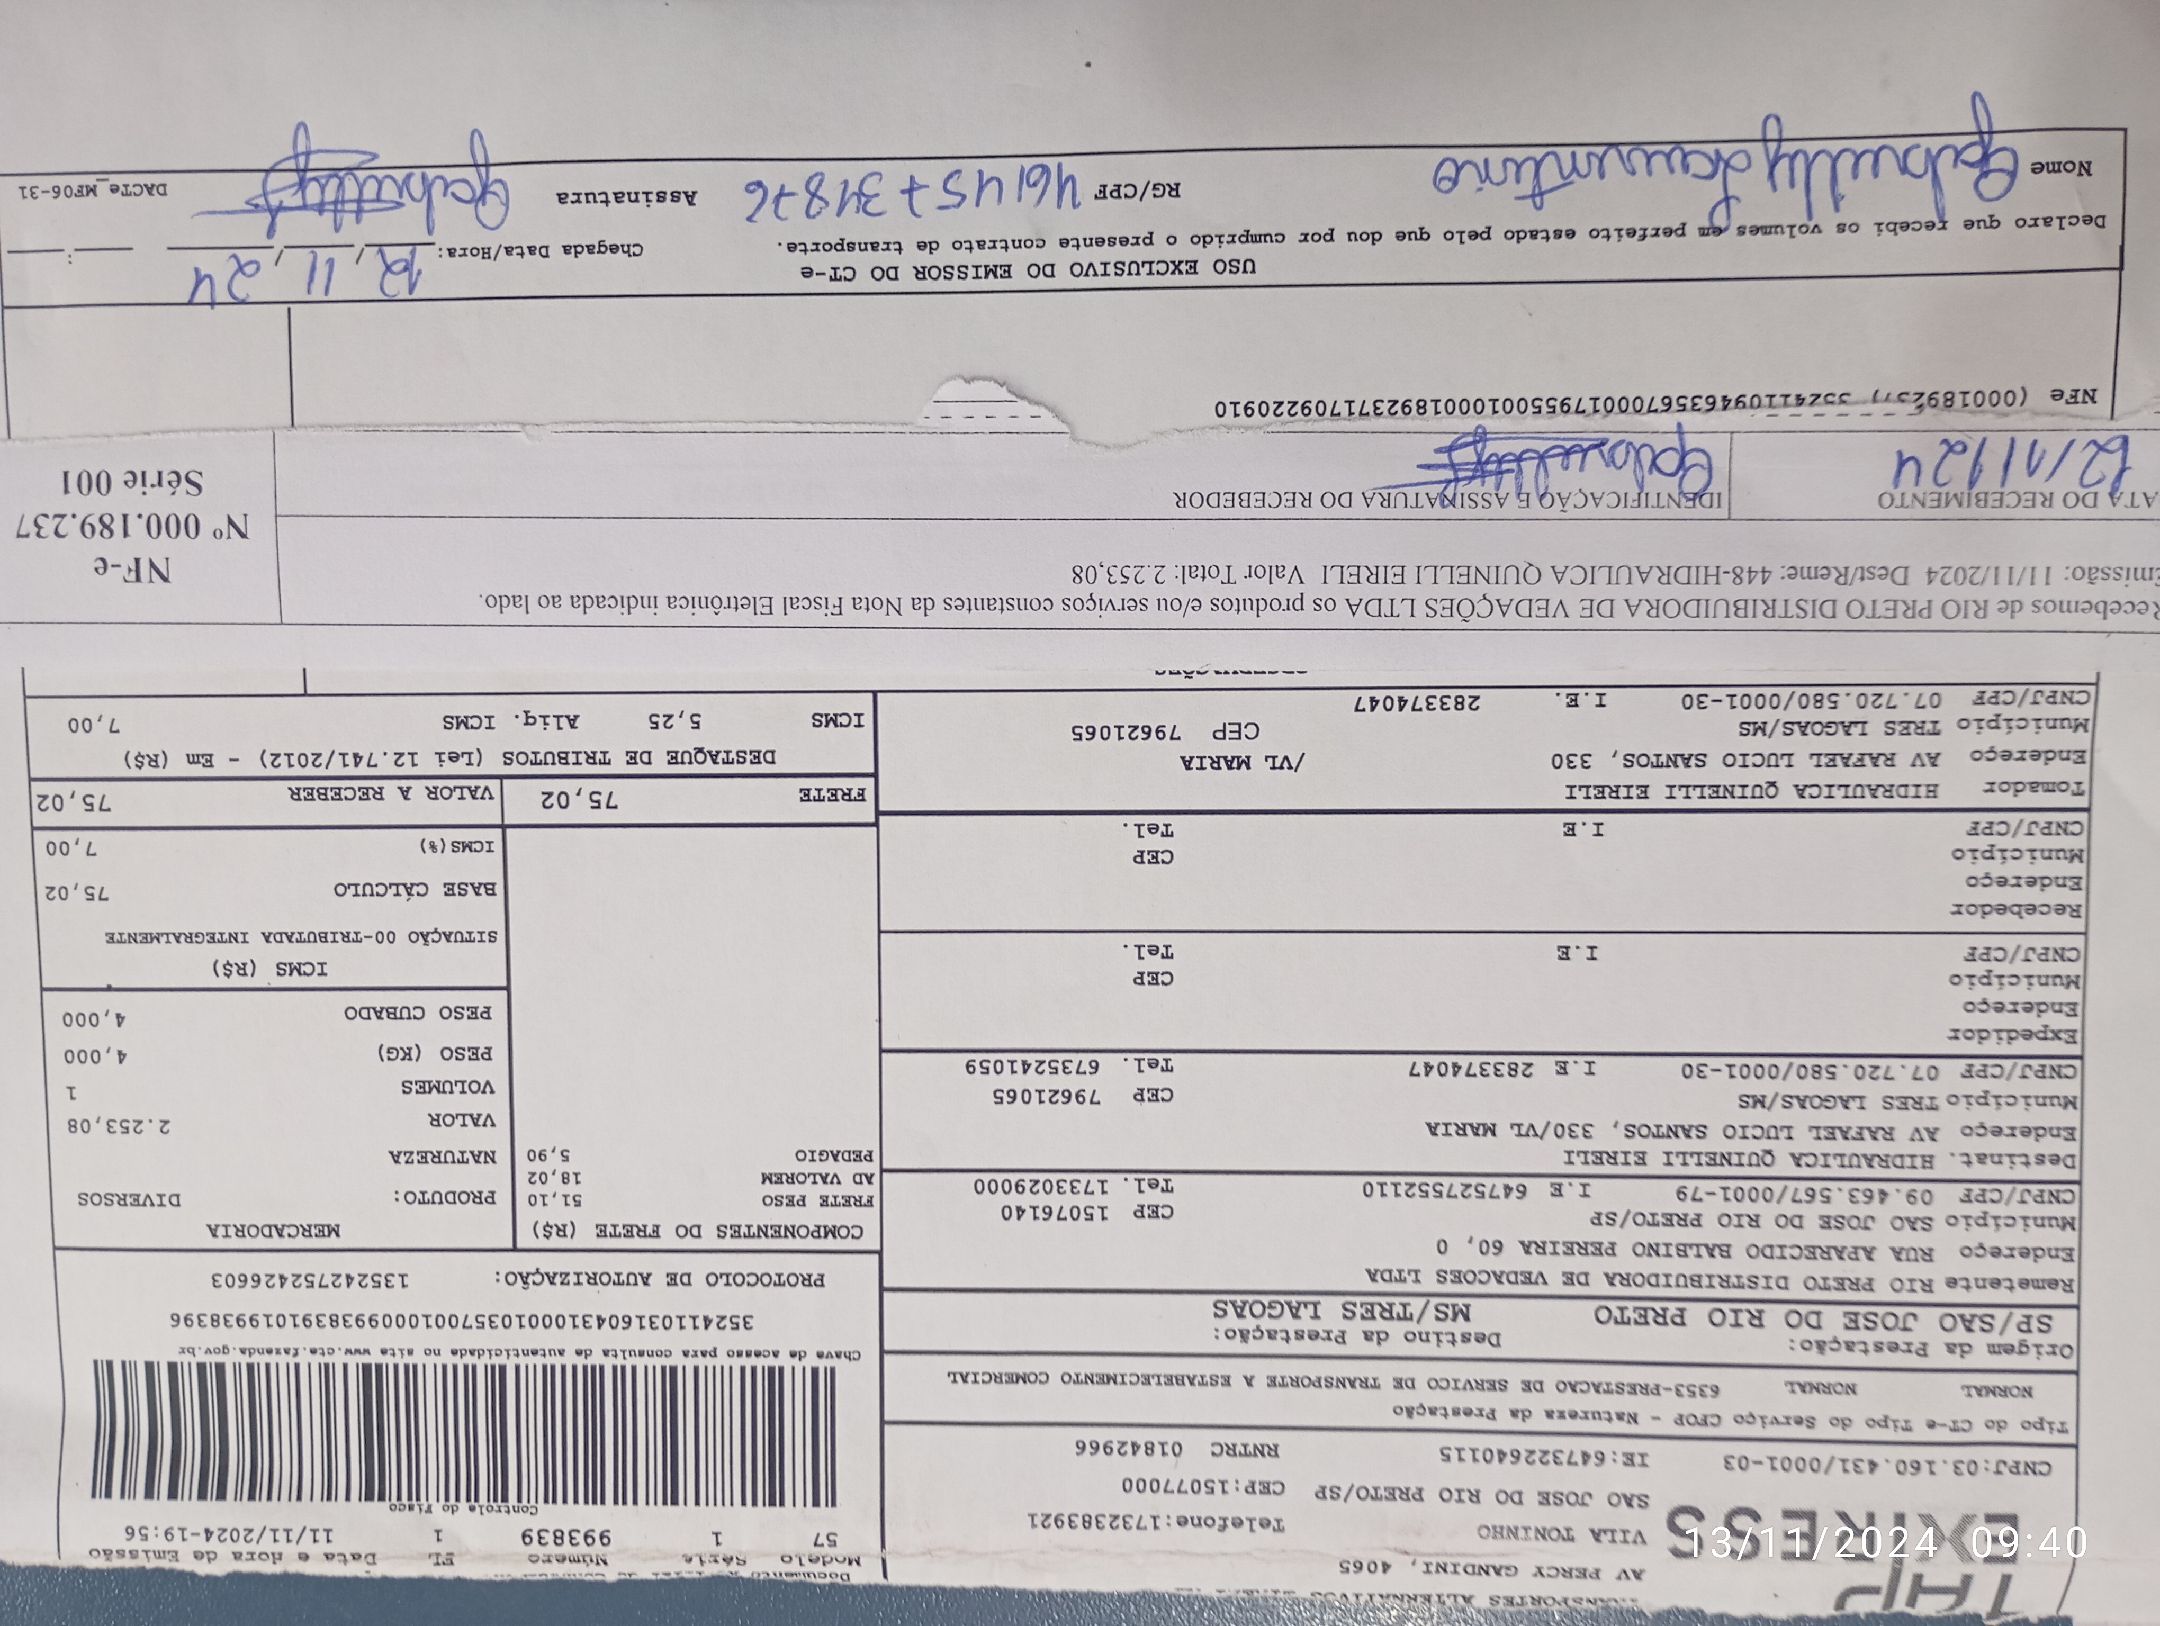 TRANSPORTES ALTERNATIVOS
AV PERCY GANDINI, 4065
VILA TONINHO
SAO JOSE DO RIO PRETO/SP CEP:15077000
Telefone:1732383921
CNPJ:03.160.431/0001-03 IE:647322640115 RNTRC 01842966
EXPRESS
Modelo Série Número FL Data e Hora de Emissão
57 1 993839 1 11/11/2024-19:56
Controle do Fisco
Tipo do CT-e Tipo do Serviço CFOP - Natureza da Prestação
NORMAL NORMAL 6353-PRESTACAO DE SERVICO DE TRANSPORTE A ESTABELECIMENTO COMERCIAL
Chave de acesso para consulta de autenticidade no site www.cte.fazenda.gov.br
Origem da Prestação: Destino da Prestação:
SP/SAO JOSE DO RIO PRETO MS/TRES LAGOAS
PROTOCOLO DE AUTORIZAÇÃO: 135242752426603
Remetente RIO PRETO DISTRIBUIDORA DE VEDACOES LTDA
Endereço RUA APARECIDO BALBINO PEREIRA 60, 0
Município SAO JOSE DO RIO PRETO/SP CEP 15076140
CNPJ/CPF 09.463.567/0001-79 I.E 647527552110 Tel. 1733029000
Destinat. HIDRAULICA QUINELLI EIRELI
Endereço AV RAFAEL LUCIO SANTOS, 330/VL MARIA
Município TRES LAGOAS/MS CEP 79621065
CNPJ/CPF 07.720.580/0001-30 I.E 283374047 Tel. 6735241059
Expedidor
Endereço
Município CEP
CNPJ/CPF I.E Tel.
Recebedor
Endereço
Município CEP
CNPJ/CPF I.E Tel.
Tomador HIDRAULICA QUINELLI EIRELI
Endereço AV RAFAEL LUCIO SANTOS, 330 /VL MARIA
Município TRES LAGOAS/MS CEP 79621065
CNPJ/CPF 07.720.580/0001-30 I.E. 283374047
COMPONENTES DO FRETE (R$)
FRETE PESO 51,10
AD VALOREM 18,02
PEDAGIO 5,90
MERCADORIA
PRODUTO: DIVERSOS
NATUREZA
VALOR 2.253,08
VOLUMES 1
PESO (KG) 4,000
PESO CUBADO 4,000
ICMS (R$)
SITUAÇÃO 00-TRIBUTADA INTEGRALMENTE
BASE CÁLCULO 75,02
ICMS(%) 7,00
FRETE 75,02 VALOR A RECEBER 75,02
DESTAQUE DE TRIBUTOS (Lei 12.741/2012) - Em (R$)
ICMS 5,25 Aliq. ICMS 7,00
Recebemos de RIO PRETO DISTRIBUIDORA DE VEDAÇÕES LTDA os produtos e/ou serviços constantes da Nota Fiscal Eletrônica indicada ao lado.
Emissão: 11/11/2024 Dest/Reme: 448-HIDRAULICA QUINELLI EIRELI Valor Total: 2.253,08
ATA DO RECEBIMENTO IDENTIFICAÇÃO E ASSINATURA DO RECEBEDOR
12/11/24
NF-e
Nº 000.189.237
Série 001
NFe
USO EXCLUSIVO DO EMISSOR DO CT-e
Declaro que recebi os volumes em perfeito estado pelo que dou por cumprido o presente contrato de transporte.
Chegada Data/Hora: 12, 11, 24 :
Nome RG/CPF Assinatura
DACTe_MF06-31
13/11/2024 09:40